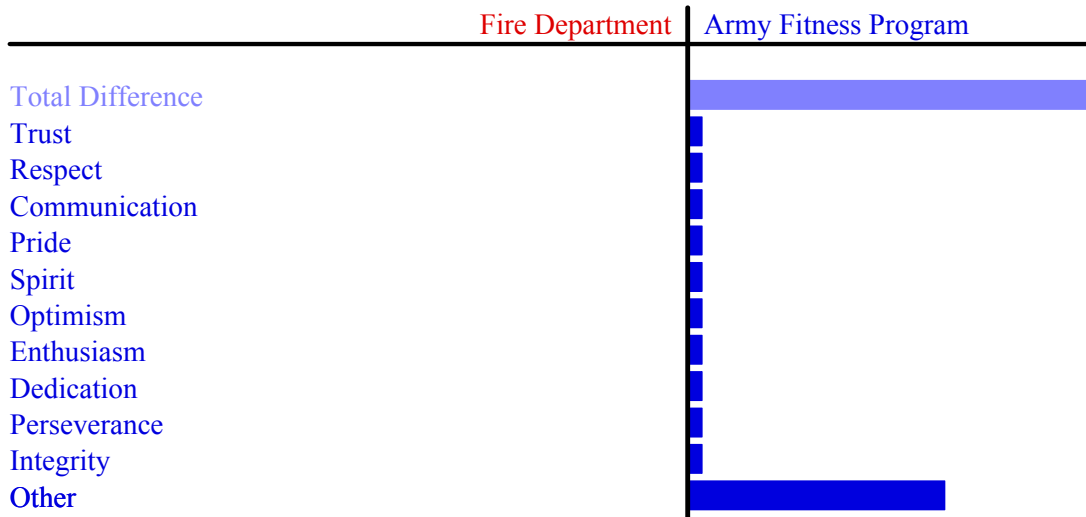 Fire Department Army Fitness Program
Total Difference
Trust
Respect
Communication
Pride
Spirit
Optimism
Enthusiasm
Dedication
Perseverance
Integrity
Other